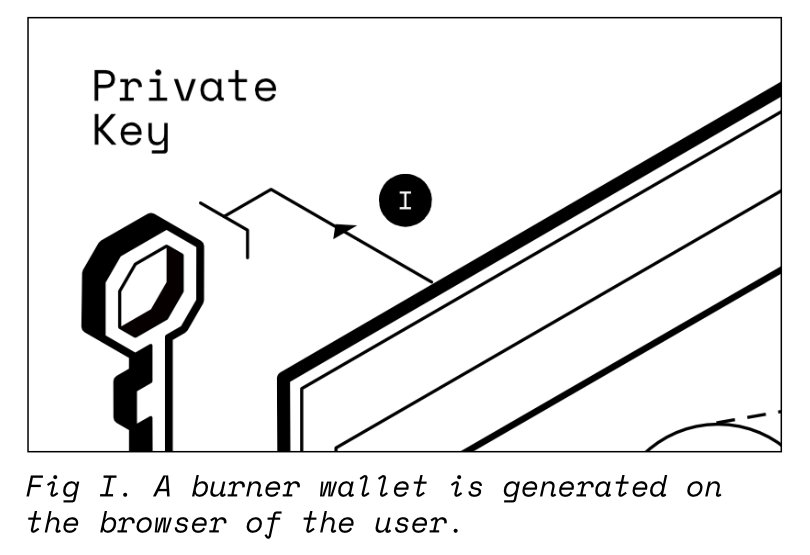 Private
Key
I
Fig I. A burner wallet is generated on
the browser of the user.